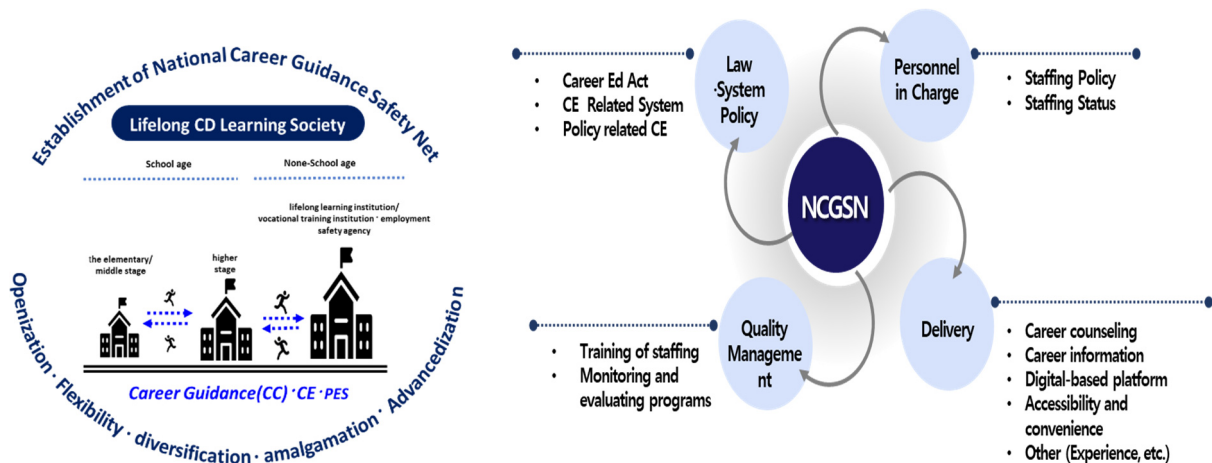 Establishment of National Career Guidance Safety Net
Lifelong CD Learning Society
School age
None-School age
lifelong learning institution/
vocational training institution · employment
safety agency
the elementary/
middle stage
higher
stage
Career Guidance(CC) ·CE ·PES
Openization · Flexibility · diversification · amalgamation · Advancedization
• Career Ed Act
• CE Related System
• Policy related CE
Law
·System
Policy
Personnel
in Charge
• Staffing Policy
• Staffing Status
NCGSN
• Training of staffing
• Monitoring and
evaluating programs
Quality
Manageme
nt
Delivery
• Career counseling
• Career information
• Digital-based platform
• Accessibility and
convenience
• Other (Experience, etc.)